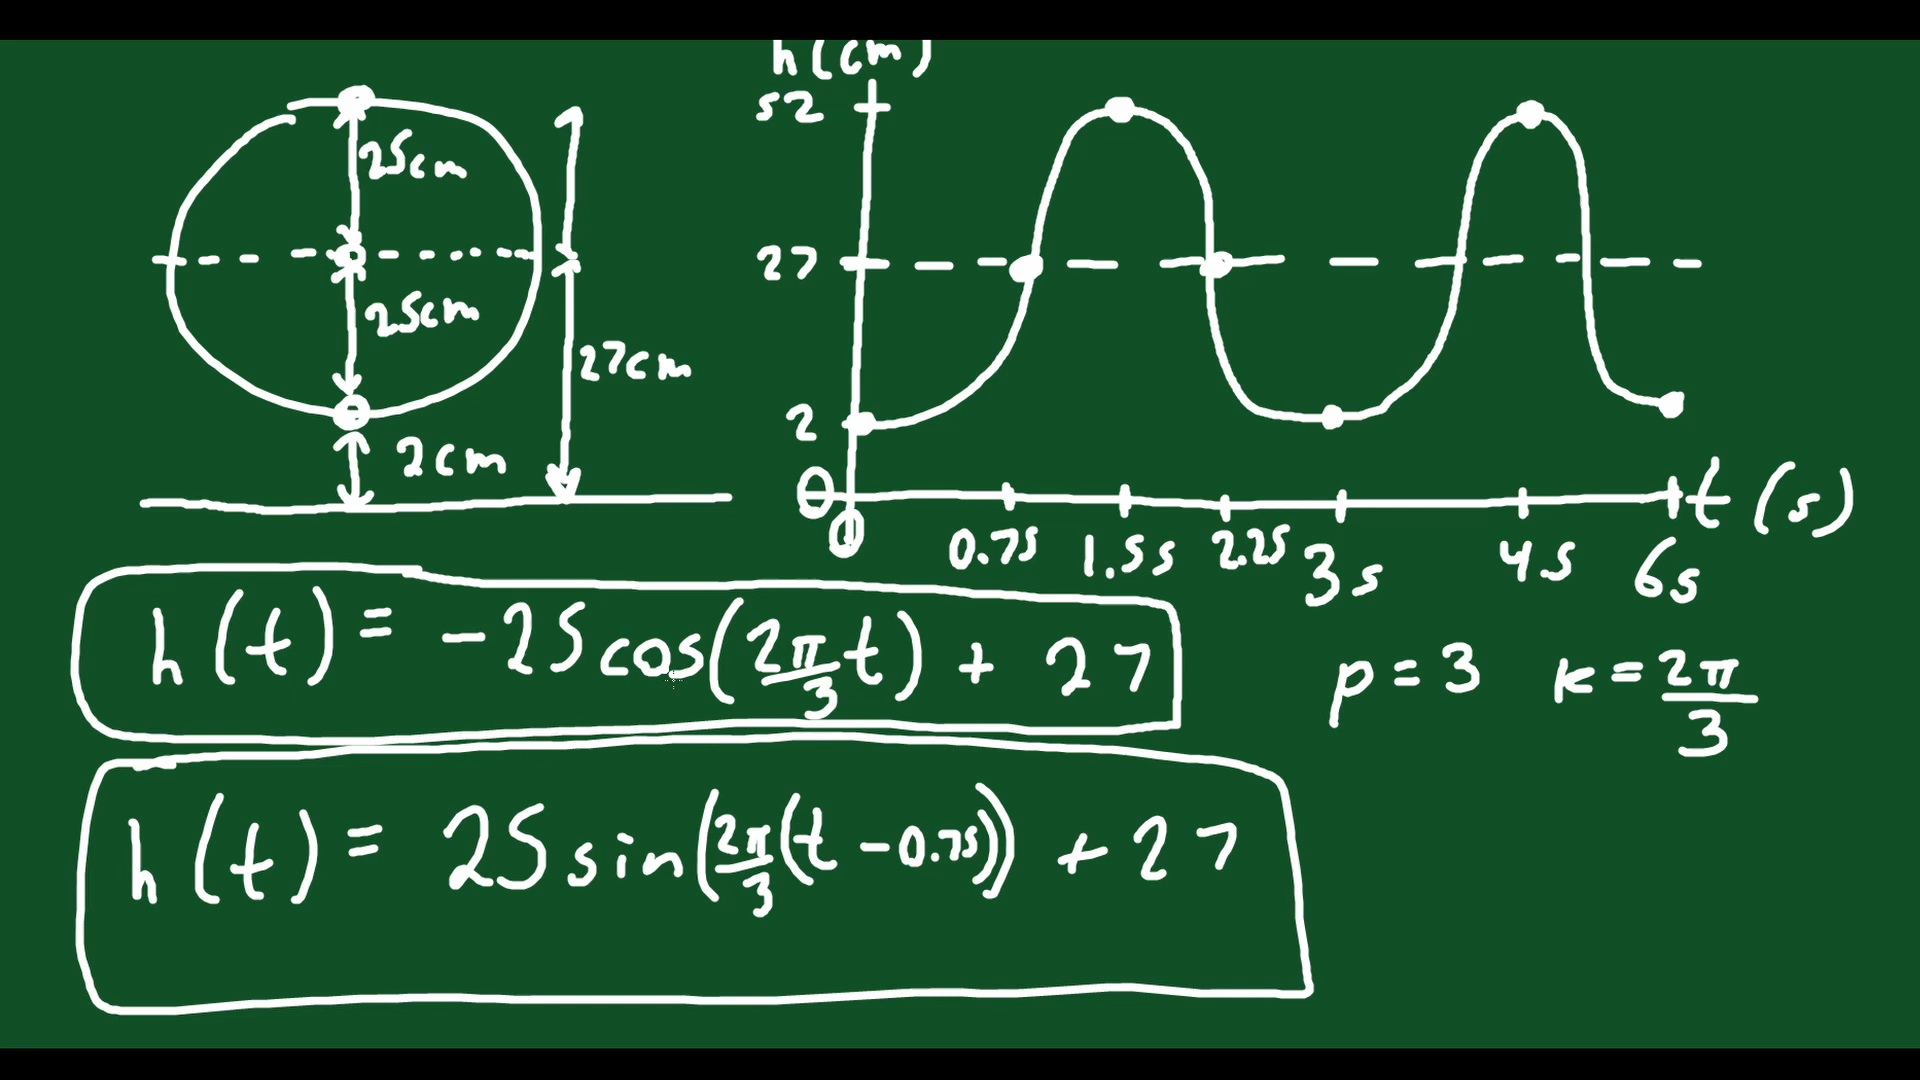 h(cm)
52
25cm
27
25cm
27cm
2
2cm
0
t(s)
0
0.75
1.5s
2.25
3s
4.5
6s
h(t) = -25cos(2π/3 t) + 27
p = 3 k = 2π/3
h(t) = 25sin(2π/3(t - 0.75)) + 27